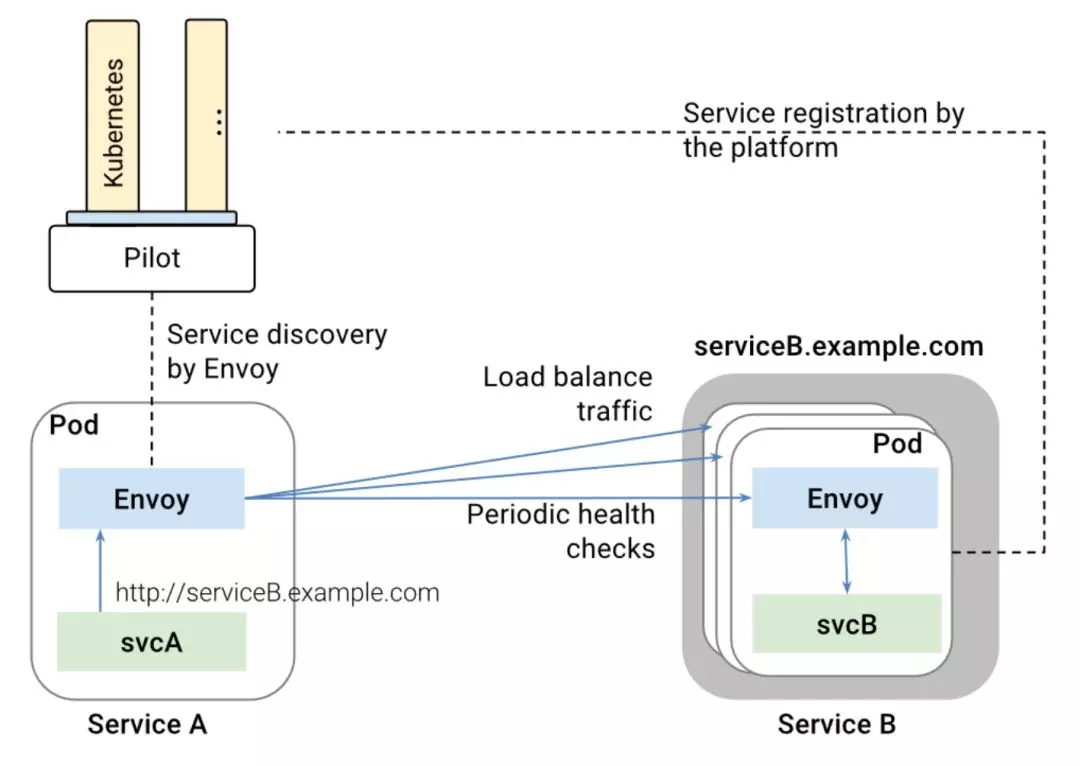 Kubernetes
...
Pilot
Service registration by
the platform
Service discovery
by Envoy
serviceB.example.com
Load balance
traffic
Pod
Pod
Envoy
Envoy
Periodic health
checks
http://serviceB.example.com
svcA
svcB
Service A
Service B